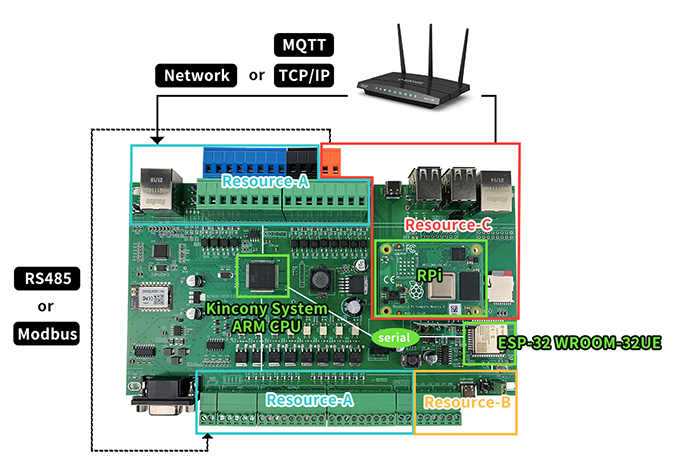 MQTT
Network or TCP/IP
Resource-A
Resource-C
RPi
RS485
or
Modbus
Kincony System
ARM CPU
serial
ESP-32 WROOM-32UE
Resource-A
Resource-B